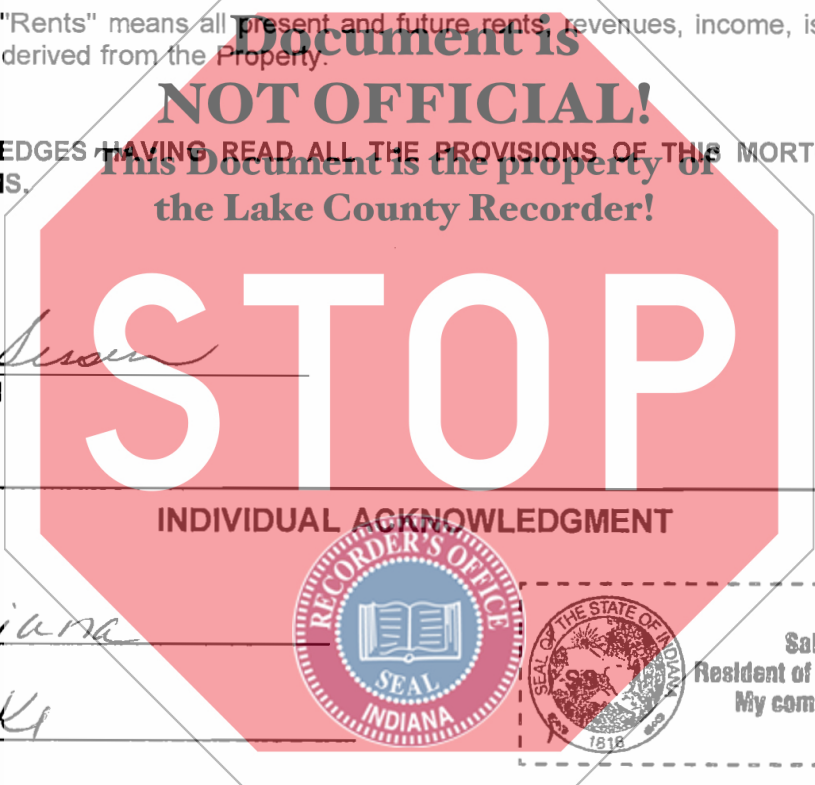 "Rents" means all present and future rents, revenues, income, is
derived from the Property.
Document is
NOT OFFICIAL!
EDGES HAVING READ ALL THE PROVISIONS OF THIS MORT
IS.
This Document is the property of
the Lake County Recorder!
STOP
INDIVIDUAL ACKNOWLEDGMENT
iana
RECORDER'S OFFICE
SEAL
INDIANA
SEAL OF THE STATE OF INDIANA
1816
Resident of
My com